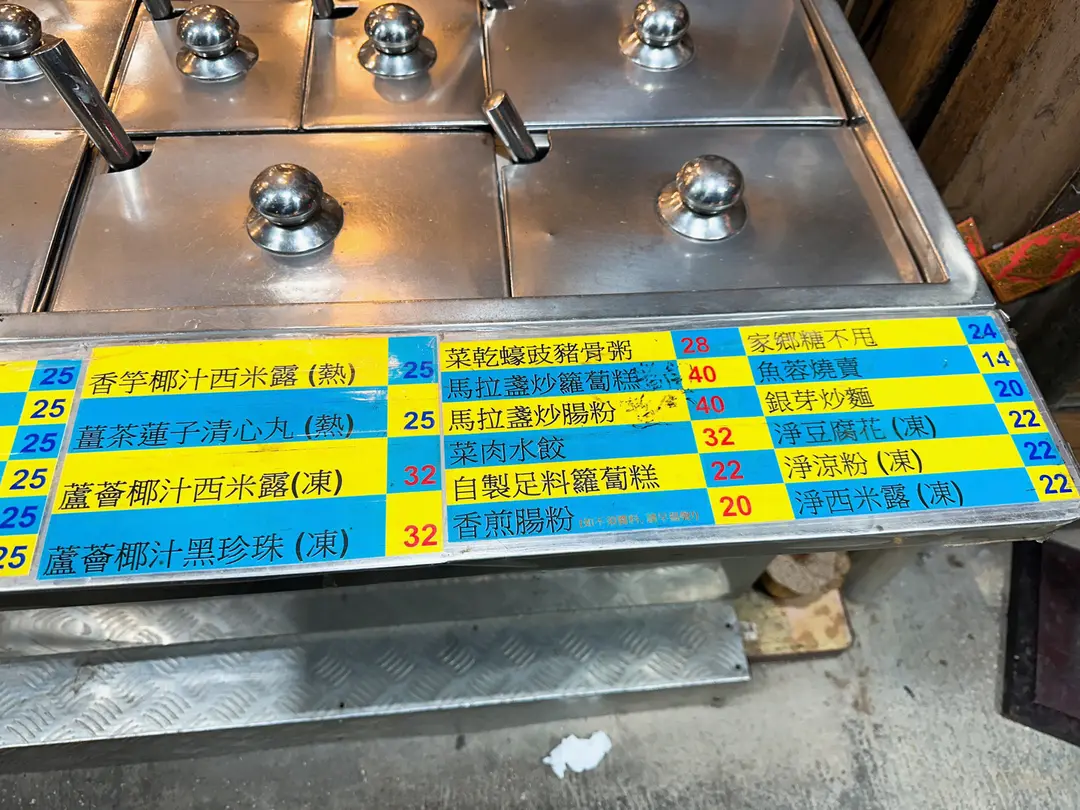 25
25
25
25
25
25
香竽椰汁西米露 (熱) 25
薑茶蓮子清心丸 (熱) 25
蘆薈椰汁西米露(凍) 32
蘆薈椰汁黑珍珠 (凍) 32
菜乾蠔豉豬骨粥 28
馬拉盞炒籮蔔糕 40
馬拉盞炒腸粉 40
菜肉水餃 32
自製足料籮蔔糕 22
香煎腸粉 20
家鄉糖不甩 24
魚蓉燒賣 14
銀芽炒麵 20
淨豆腐花 (凍) 22
淨涼粉 (凍) 22
淨西米露 (凍) 22